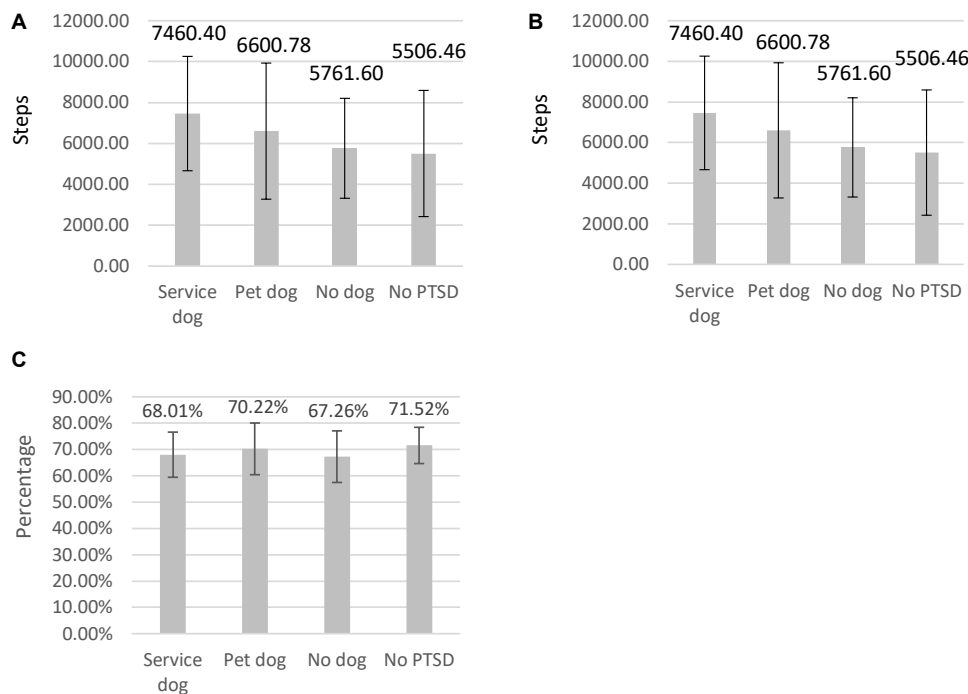 A
12000.00
10000.00
8000.00
6000.00
4000.00
2000.00
0.00
Steps
7460.40
6600.78
5761.60
5506.46
Service dog
Pet dog
No dog
No PTSD
B
12000.00
10000.00
8000.00
6000.00
4000.00
2000.00
0.00
Steps
7460.40
6600.78
5761.60
5506.46
Service dog
Pet dog
No dog
No PTSD
C
90.00%
80.00%
70.00%
60.00%
50.00%
40.00%
30.00%
20.00%
10.00%
0.00%
Percentage
68.01%
70.22%
67.26%
71.52%
Service dog
Pet dog
No dog
No PTSD